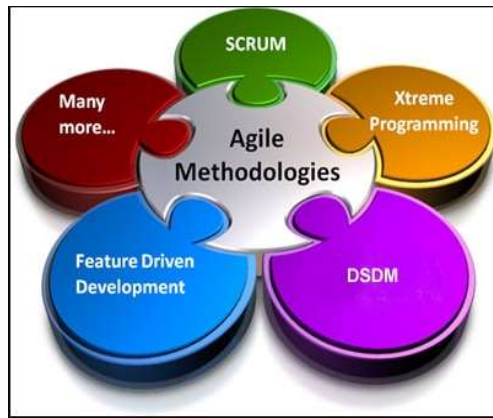 SCRUM
Many
more...
Xtreme
Programming
Agile
Methodologies
Feature Driven
Development
DSDM